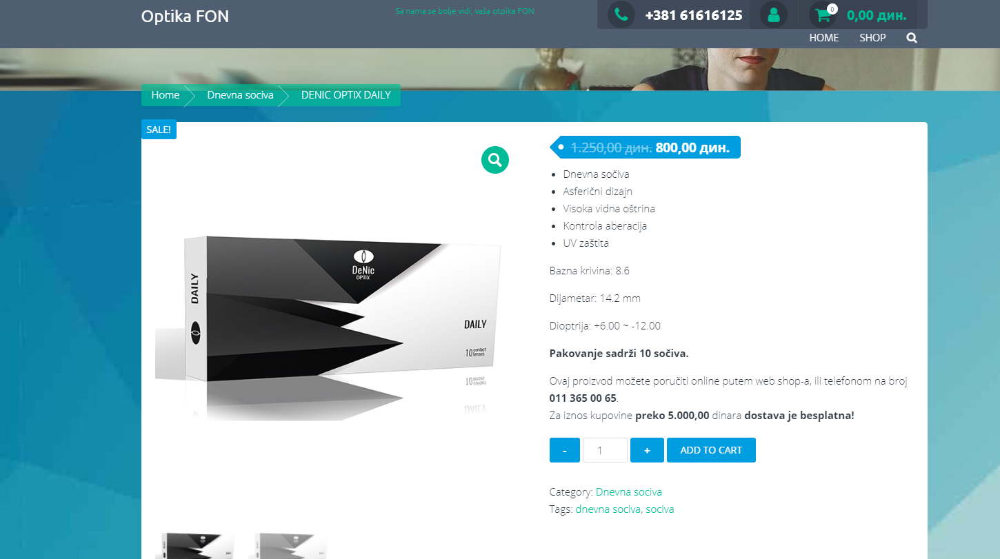 Optika FON
Sa nama se bolje vidi, vaša otpika FON
+381 61616125
0
0,00 дин.
HOME
SHOP
Home
Dnevna sociva
DENIC OPTIX DAILY
SALE!
1.250,00 дин. 800,00 дин.
Dnevna sočiva
Asferični dizajn
Visoka vidna oštrina
Kontrola aberacija
UV zaštita
Bazna krivina: 8.6
Dijametar: 14.2 mm
Dioptrija: +6.00 ~ -12.00
Pakovanje sadrži 10 sočiva.
Ovaj proizvod možete poručiti online putem web shop-a, ili telefonom na broj
011 365 00 65.
Za iznos kupovine preko 5.000,00 dinara dostava je besplatna!
- 1 + ADD TO CART
Category: Dnevna sociva
Tags: dnevna sociva, sociva
DeNic
OPTIX
DAILY
DAILY
10 contact
lenses